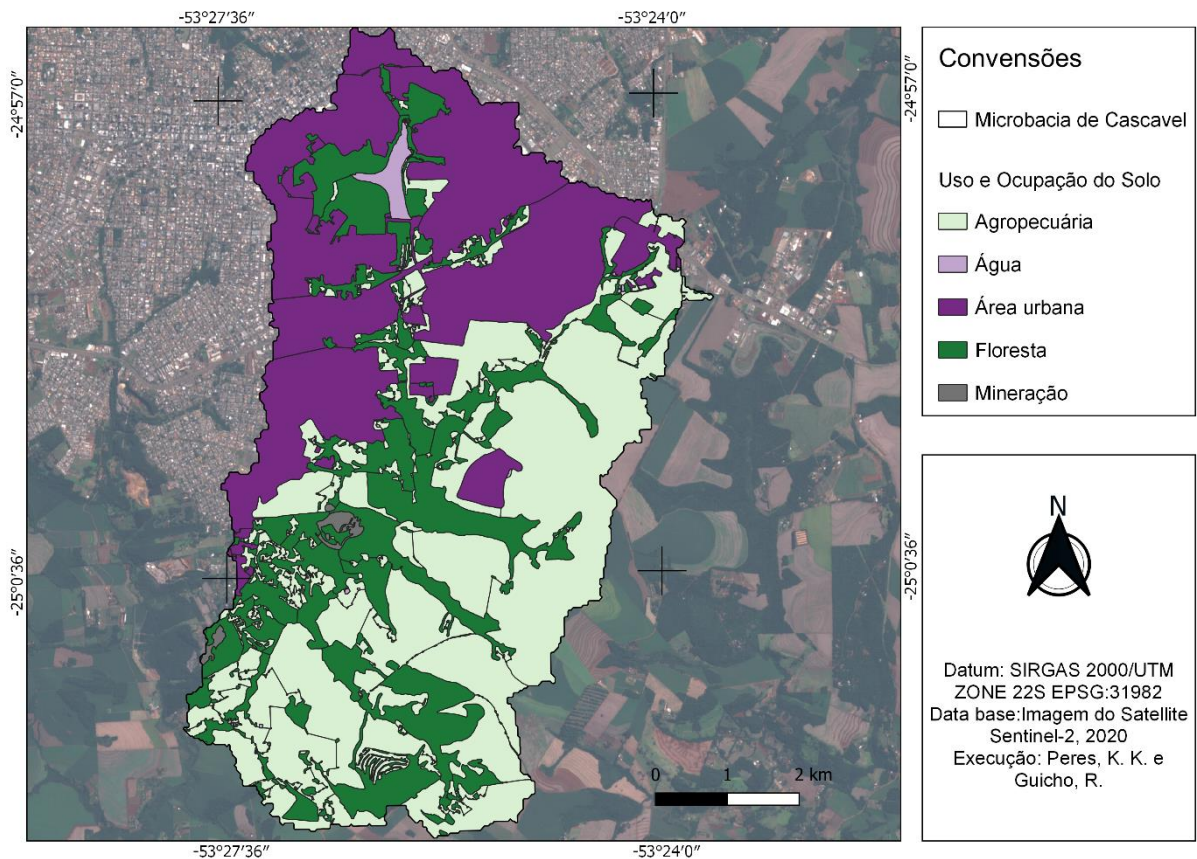 -53°27′36″
-53°24′0″
-24°57′0″
-24°57′0″
-25°0′36″
-25°0′36″
-53°27′36″
-53°24′0″
0 1 2 km
Convensões
Microbacia de Cascavel
Uso e Ocupação do Solo
Agropecuária
Água
Área urbana
Floresta
Mineração
N
Datum: SIRGAS 2000/UTM
ZONE 22S EPSG:31982
Data base:Imagem do Satellite
Sentinel-2, 2020
Execução: Peres, K. K. e
Guicho, R.